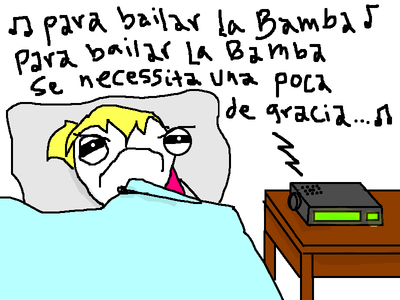 ♫ para bailar La Bamba ♪
Para bailar La Bamba
Se necessita una poca
de gracia...♫